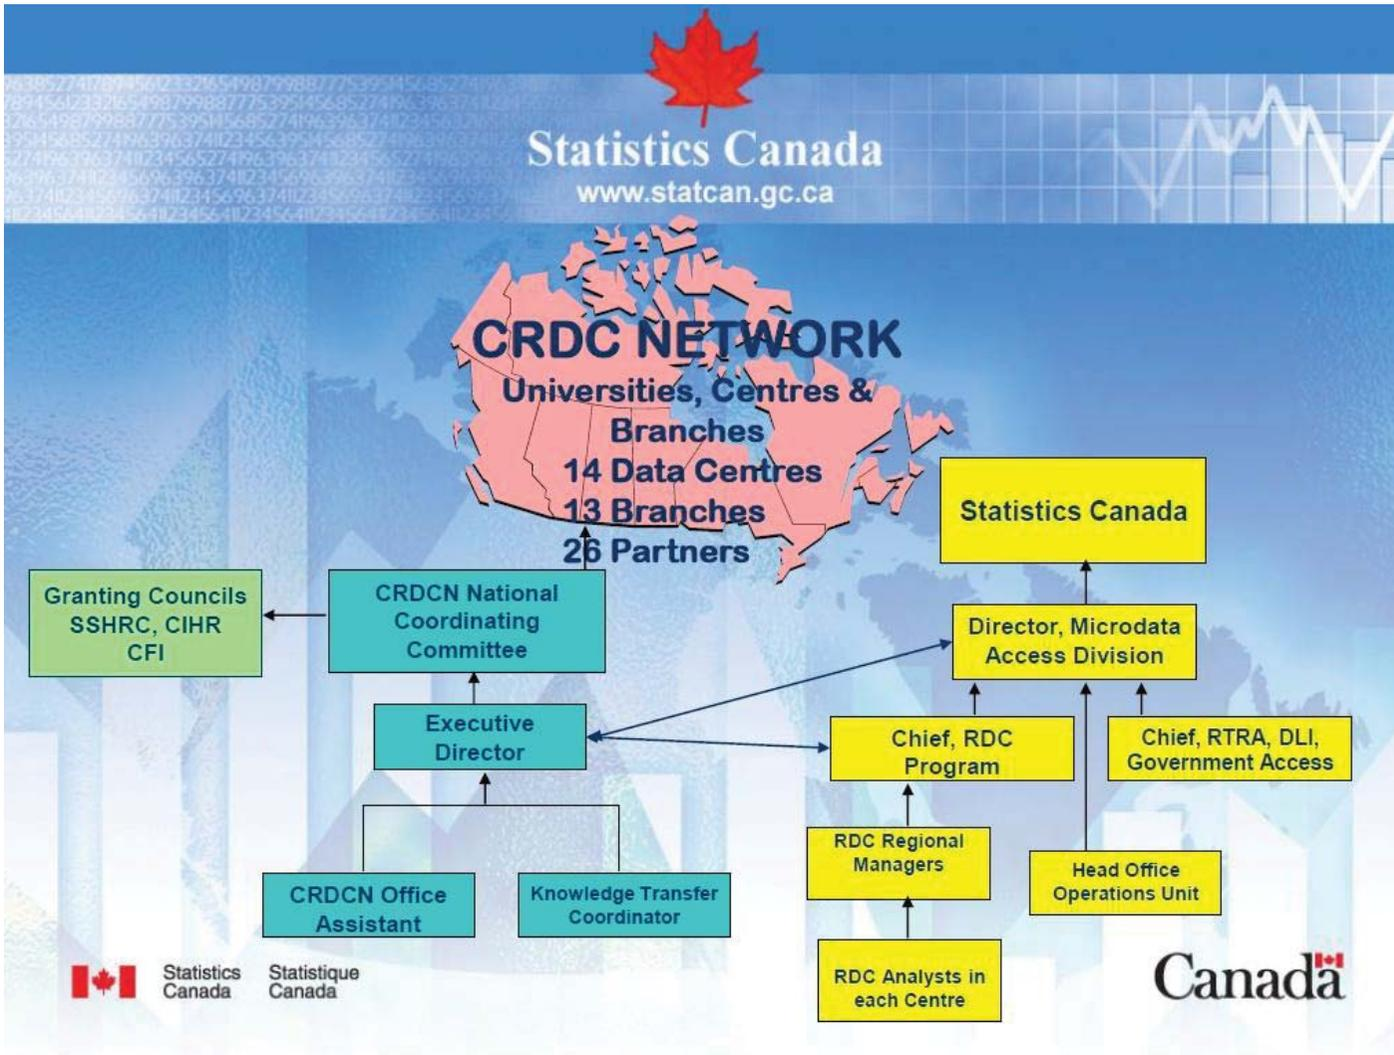 Statistics Canada
www.statcan.gc.ca
CRDC NETWORK
Universities, Centres &
Branches
14 Data Centres
13 Branches
26 Partners
Statistics Canada
Granting Councils
SSHRC, CIHR
CFI
CRDCN National
Coordinating
Committee
Director, Microdata
Access Division
Executive
Director
Chief, RDC
Program
Chief, RTRA, DLI,
Government Access
RDC Regional
Managers
Head Office
Operations Unit
CRDCN Office
Assistant
Knowledge Transfer
Coordinator
RDC Analysts in
each Centre
Statistics
Canada
Statistique
Canada
Canada